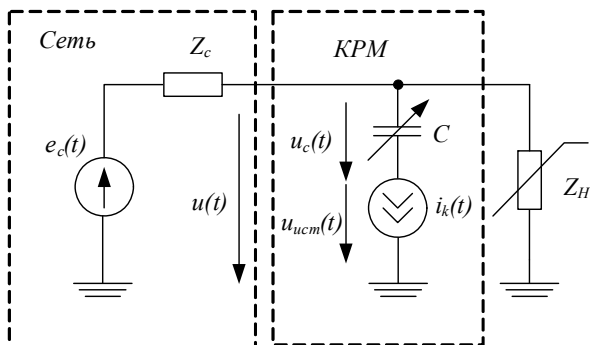 Сеть
Z_c
КРМ
e_c(t)
u(t)
u_c(t)
C
u_ист(t)
i_k(t)
Z_H